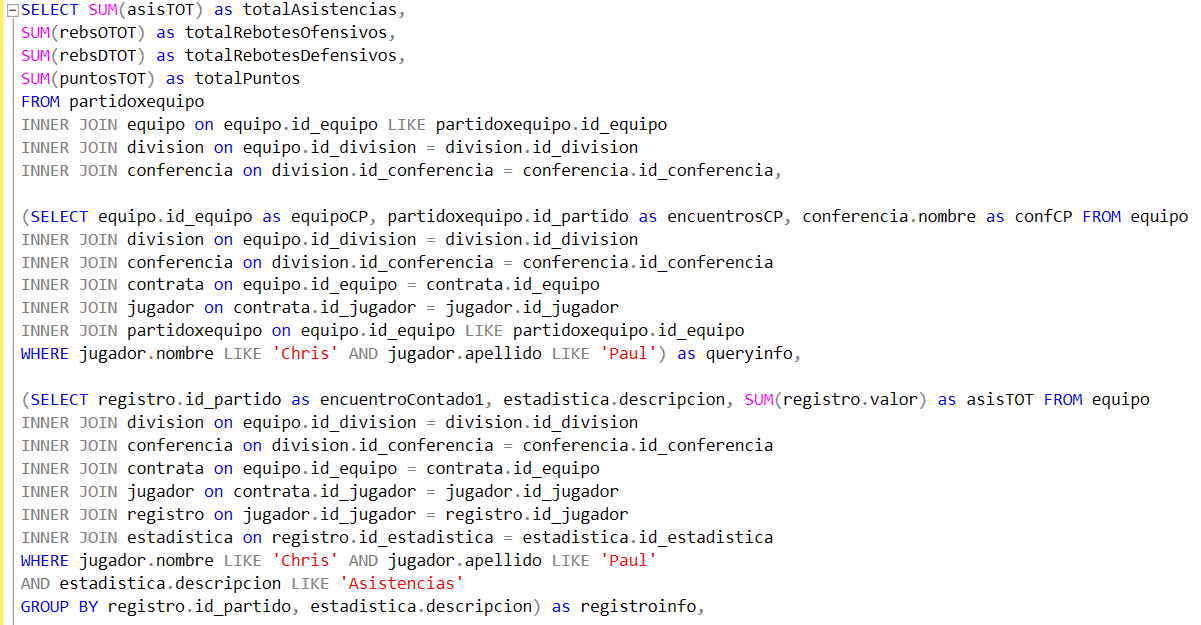 SELECT SUM(asisTOT) as totalAsistencias,
SUM(rebsOTOT) as totalRebotesOfensivos,
SUM(rebsDTOT) as totalRebotesDefensivos,
SUM(puntosTOT) as totalPuntos
FROM partidoxequipo
INNER JOIN equipo on equipo.id_equipo LIKE partidoxequipo.id_equipo
INNER JOIN division on equipo.id_division = division.id_division
INNER JOIN conferencia on division.id_conferencia = conferencia.id_conferencia,
(SELECT equipo.id_equipo as equipoCP, partidoxequipo.id_partido as encuentrosCP, conferencia.nombre as confCP FROM equipo
INNER JOIN division on equipo.id_division = division.id_division
INNER JOIN conferencia on division.id_conferencia = conferencia.id_conferencia
INNER JOIN contrata on equipo.id_equipo = contrata.id_equipo
INNER JOIN jugador on contrata.id_jugador = jugador.id_jugador
INNER JOIN partidoxequipo on equipo.id_equipo LIKE partidoxequipo.id_equipo
WHERE jugador.nombre LIKE 'Chris' AND jugador.apellido LIKE 'Paul') as queryinfo,
(SELECT registro.id_partido as encuentroContado1, estadistica.descripcion, SUM(registro.valor) as asisTOT FROM equipo
INNER JOIN division on equipo.id_division = division.id_division
INNER JOIN conferencia on division.id_conferencia = conferencia.id_conferencia
INNER JOIN contrata on equipo.id_equipo = contrata.id_equipo
INNER JOIN jugador on contrata.id_jugador = jugador.id_jugador
INNER JOIN registro on jugador.id_jugador = registro.id_jugador
INNER JOIN estadistica on registro.id_estadistica = estadistica.id_estadistica
WHERE jugador.nombre LIKE 'Chris' AND jugador.apellido LIKE 'Paul'
AND estadistica.descripcion LIKE 'Asistencias'
GROUP BY registro.id_partido, estadistica.descripcion) as registroinfo,